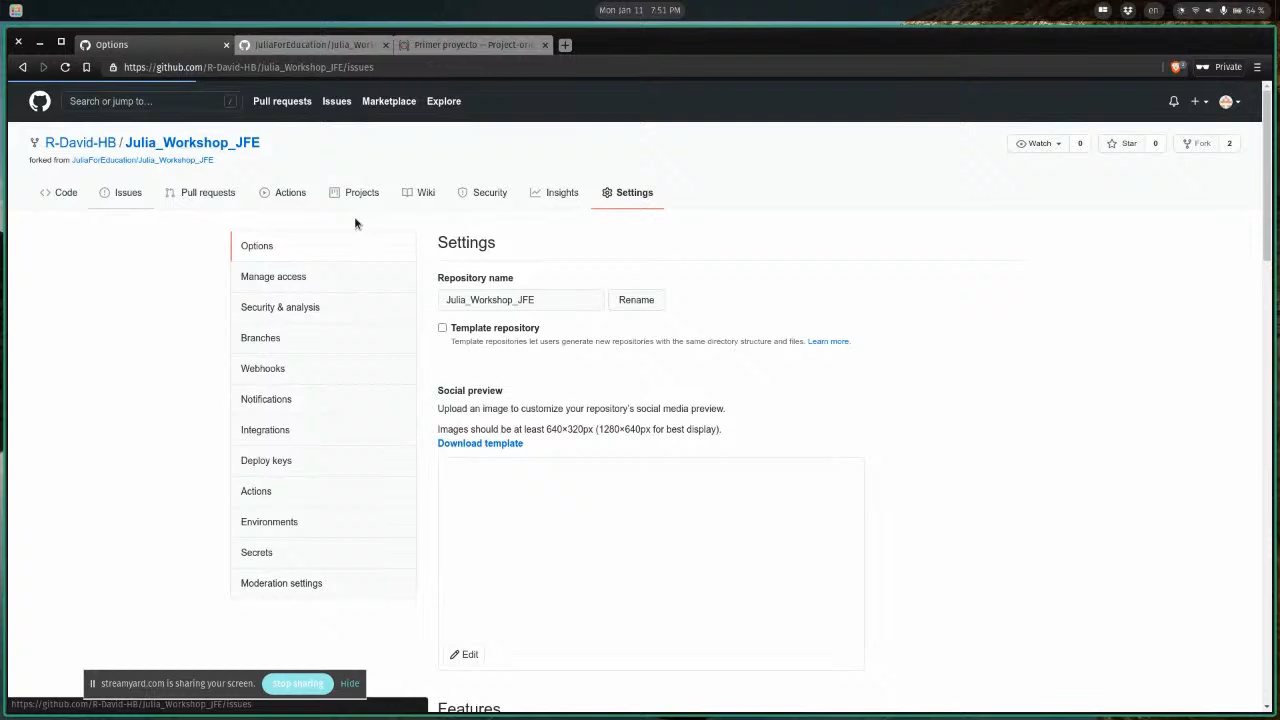 Mon Jan 11 7:51 PM
en
64 %
Options
JuliaForEducation/Julia_Work
Primer proyecto — Project-orie
https://github.com/R-David-HB/Julia_Workshop_JFE/issues
Private
Search or jump to…
/
Pull requests
Issues
Marketplace
Explore
R-David-HB / Julia_Workshop_JFE
Watch 0
Star 0
Fork 2
forked from JuliaForEducation/Julia_Workshop_JFE
Code
Issues
Pull requests
Actions
Projects
Wiki
Security
Insights
Settings
Options
Manage access
Security & analysis
Branches
Webhooks
Notifications
Integrations
Deploy keys
Actions
Environments
Secrets
Moderation settings
Settings
Repository name
Julia_Workshop_JFE
Rename
Template repository
Template repositories let users generate new repositories with the same directory structure and files. Learn more.
Social preview
Upload an image to customize your repository's social media preview.
Images should be at least 640×320px (1280×640px for best display).
Download template
Edit
Features
streamyard.com is sharing your screen.
Stop sharing
Hide
https://github.com/R-David-HB/Julia_Workshop_JFE/issues